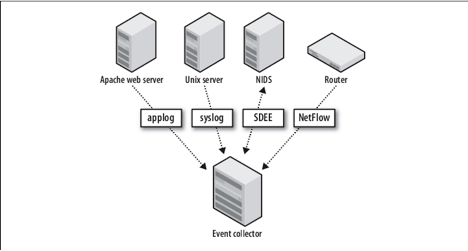 Apache web server
Unix server
NIDS
Router
applog
syslog
SDEE
NetFlow
Event collector